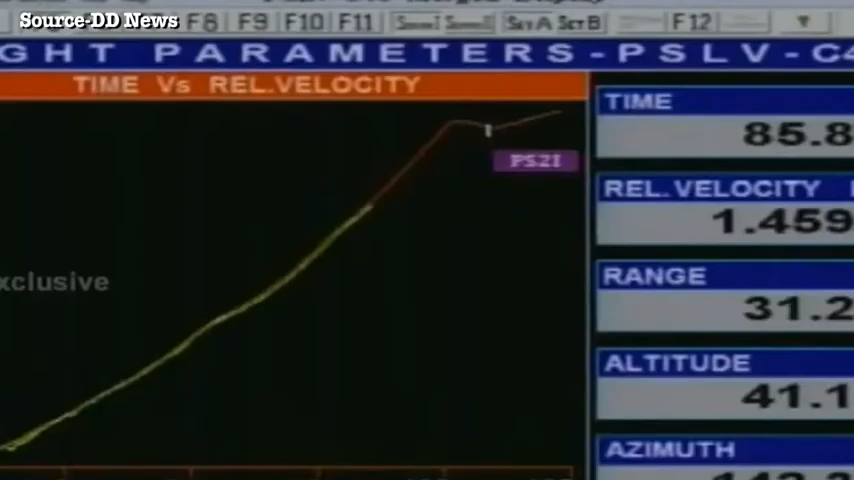 Source-DD News
F8 F9 F10 F11 SET A SET B F12
GHT PARAMETERS-PSLV-C4
TIME Vs REL.VELOCITY
TIME
85.8
PS2I
REL.VELOCITY
1.459
xclusive
RANGE
31.2
ALTITUDE
41.1
AZIMUTH